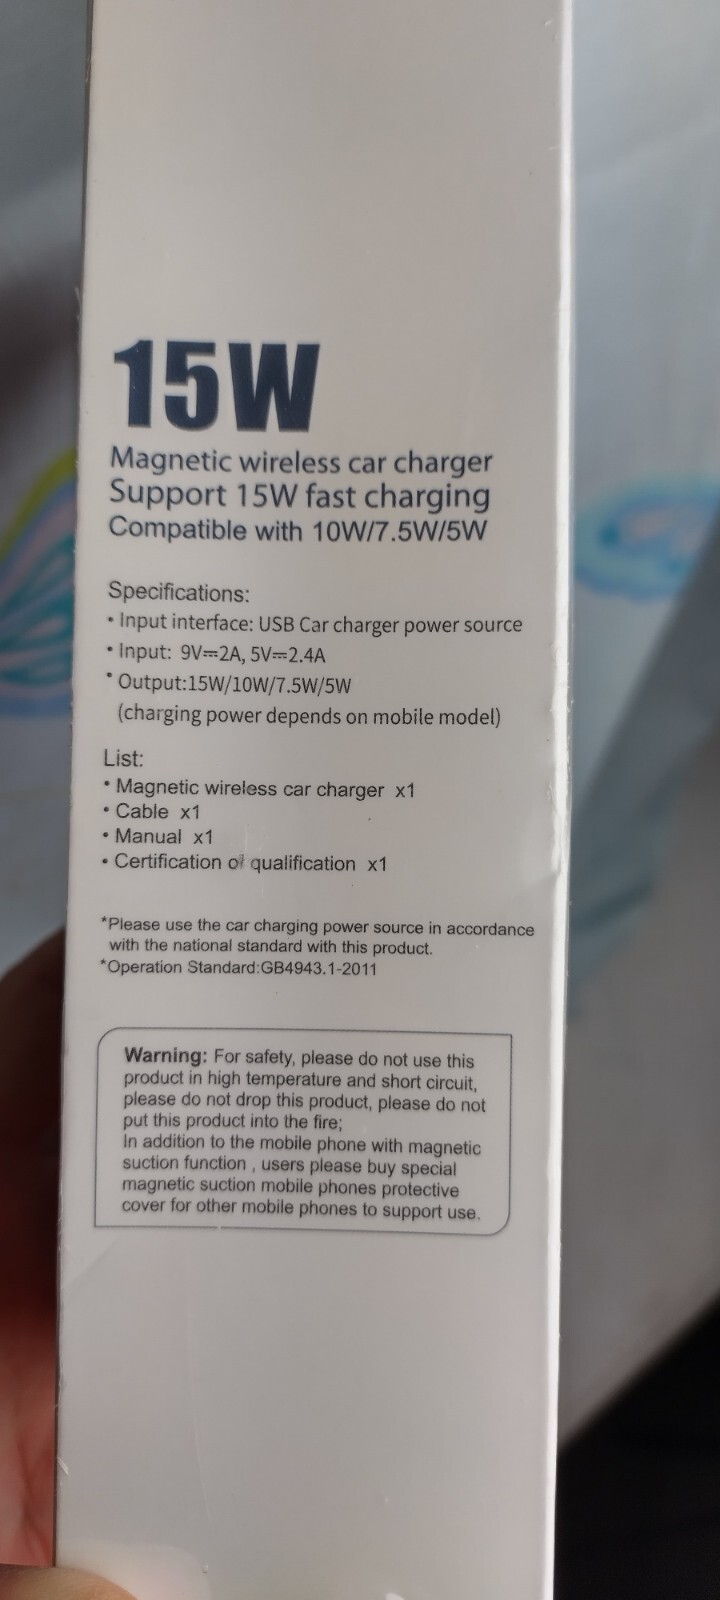 15W
Magnetic wireless car charger
Support 15W fast charging
Compatible with 10W/7.5W/5W
Specifications:
• Input interface: USB Car charger power source
• Input: 9V⎓2A, 5V⎓2.4A
• Output:15W/10W/7.5W/5W
(charging power depends on mobile model)
List:
• Magnetic wireless car charger x1
• Cable x1
• Manual x1
• Certification of qualification x1
*Please use the car charging power source in accordance
with the national standard with this product.
*Operation Standard:GB4943.1-2011
Warning: For safety, please do not use this
product in high temperature and short circuit,
please do not drop this product, please do not
put this product into the fire;
In addition to the mobile phone with magnetic
suction function , users please buy special
magnetic suction mobile phones protective
cover for other mobile phones to support use.